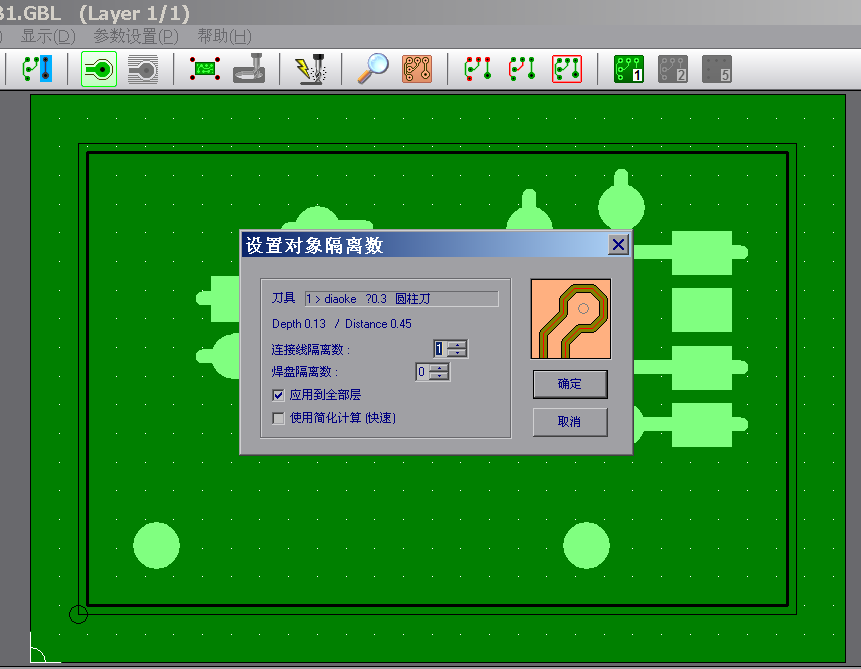 B1.GBL (Layer 1/1)
) 显示(D) 参数设置(P) 帮助(H)
1 2 5
设置对象隔离数
刀具 1 > diaoke ?0.3 圆柱刀
Depth 0.13 / Distance 0.45
连接线隔离数 : 1
焊盘隔离数 : 0
应用到全部层
使用简化计算 (快速)
确定
取消